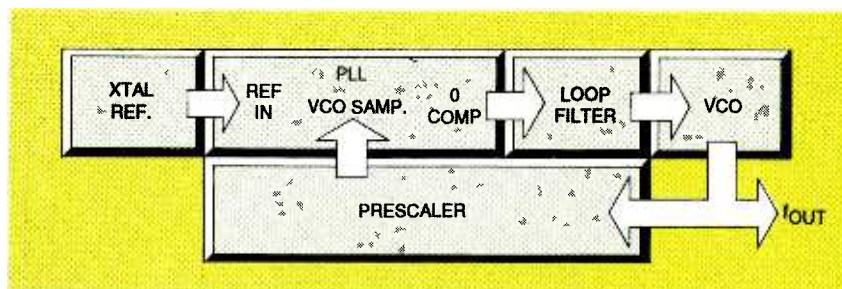 XTAL
REF.
REF
IN
PLL
VCO SAMP.
0
COMP
LOOP
FILTER
VCO
PRESCALER
fOUT